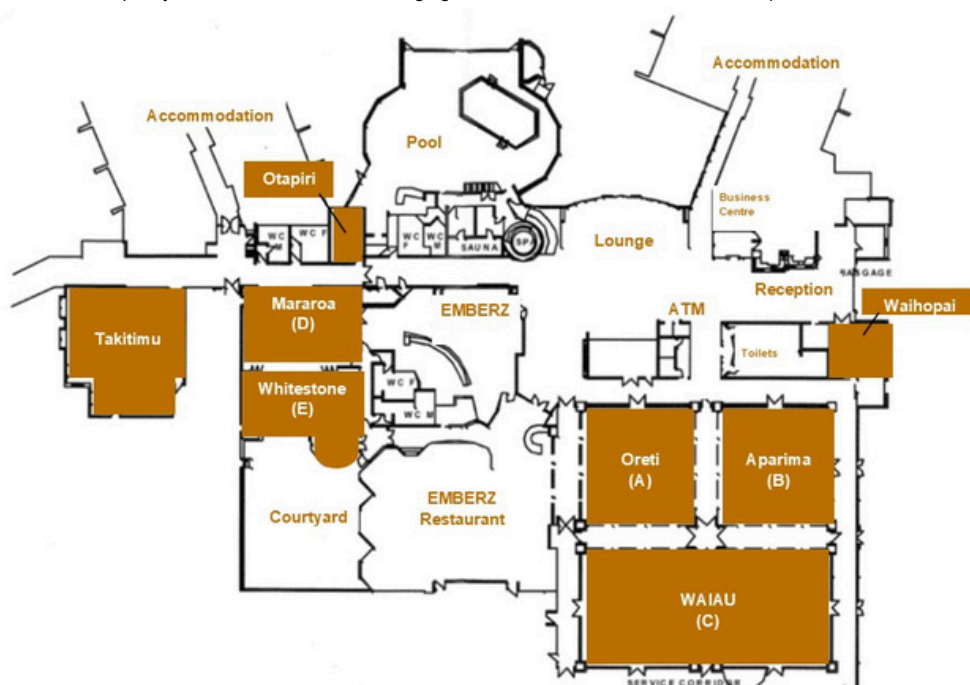 Accommodation
Accommodation
Pool
Otapiri
Business
Centre
WC
M
WC F
WC
F
WC
M
SAUNA
SPA
Lounge
BAGGAGE
Reception
Mararoa
(D)
EMBERZ
ATM
Waihopai
Takitimu
Toilets
Whitestone
(E)
WC F
WC M
Oreti
(A)
Aparima
(B)
Courtyard
EMBERZ
Restaurant
WAIAU
(C)
SERVICE CORRIDOR